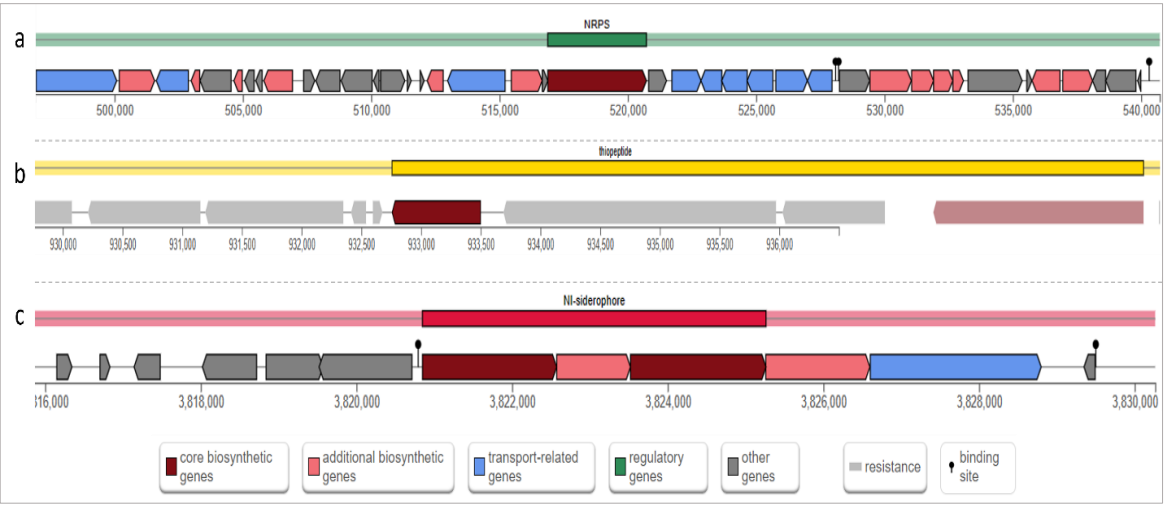 a
NRPS
500,000 505,000 510,000 515,000 520,000 525,000 530,000 535,000 540,000
b
thiopeptide
930,000 930,500 931,000 931,500 932,000 932,500 933,000 933,500 934,000 934,500 935,000 935,500 936,000
c
NI-siderophore
316,000 3,818,000 3,820,000 3,822,000 3,824,000 3,826,000 3,828,000 3,830,000
core biosynthetic
genes
additional biosynthetic
genes
transport-related
genes
regulatory
genes
other
genes
resistance
binding
site